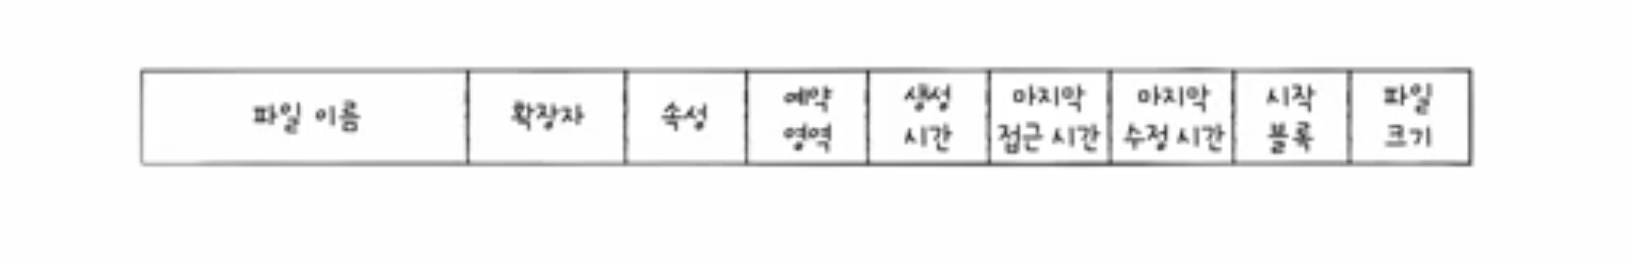 파일 이름
확장자
속성
예약
영역
생성
시간
마지막
접근 시간
마지막
수정 시간
시작
블록
파일
크기